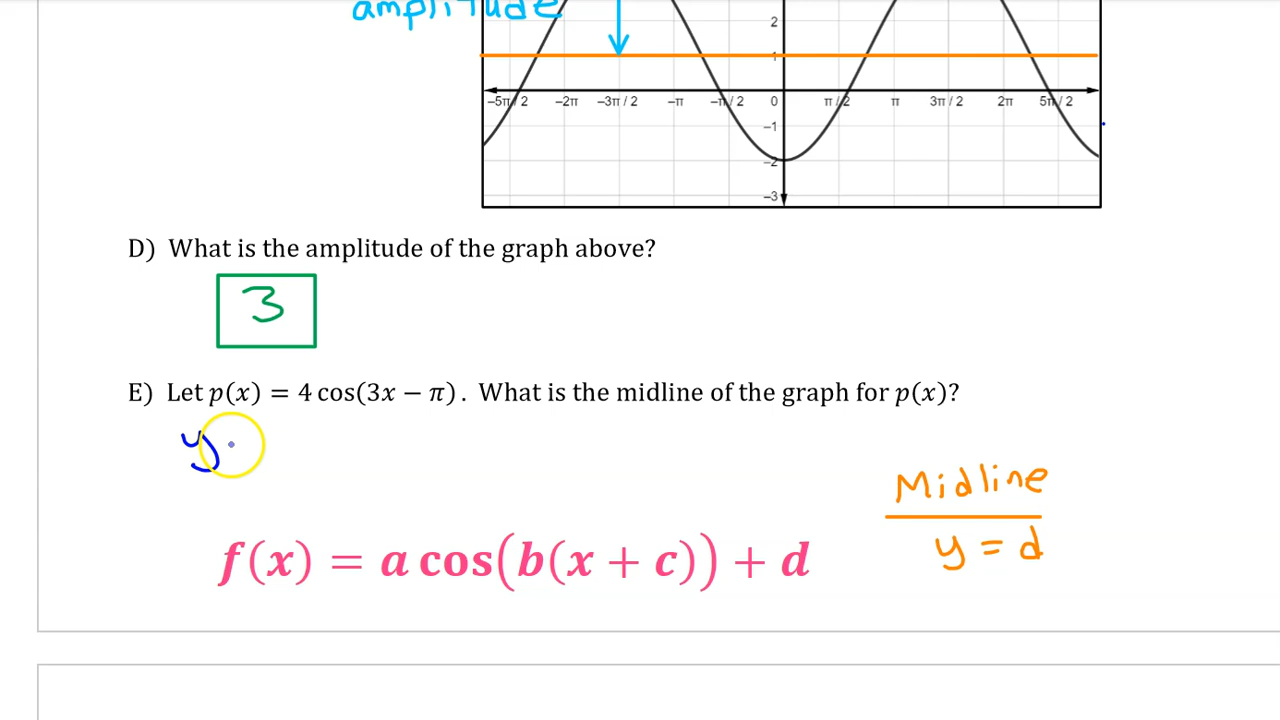 amplitude
2
1
−5π/2 −2π −3π/2 −π −π/2 0 π/2 π 3π/2 2π 5π/2
−1
−2
−3
D) What is the amplitude of the graph above?
3
E) Let p(x) = 4 cos(3x − π). What is the midline of the graph for p(x)?
y
Midline
y = d
f(x) = a cos(b(x + c)) + d